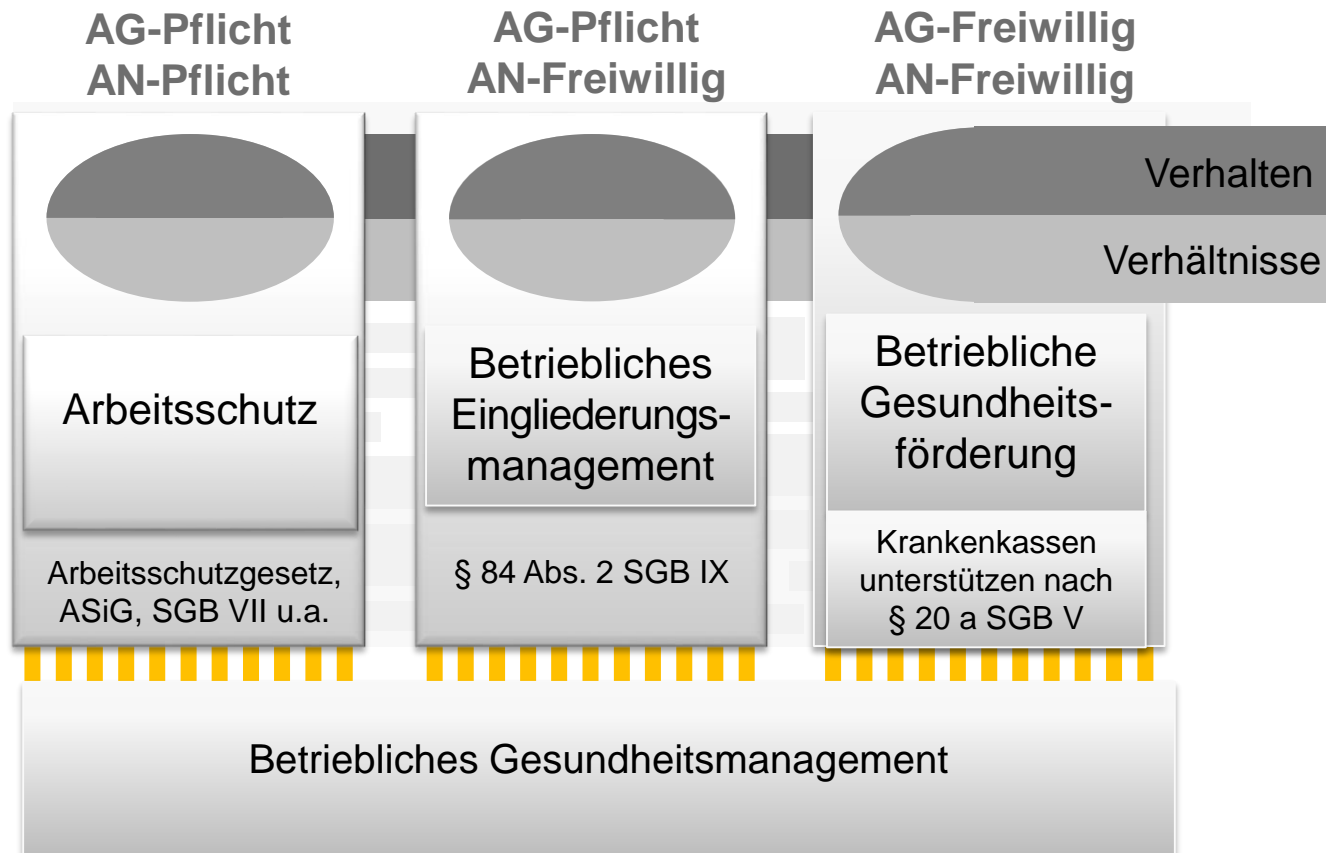 AG-Pflicht
AN-Pflicht
AG-Pflicht
AN-Freiwillig
AG-Freiwillig
AN-Freiwillig
Verhalten
Verhältnisse
Arbeitsschutz
Betriebliches
Eingliederungs-
management
Betriebliche
Gesundheits-
förderung
Arbeitsschutzgesetz,
ASiG, SGB VII u.a.
§ 84 Abs. 2 SGB IX
Krankenkassen
unterstützen nach
§ 20 a SGB V
Betriebliches Gesundheitsmanagement